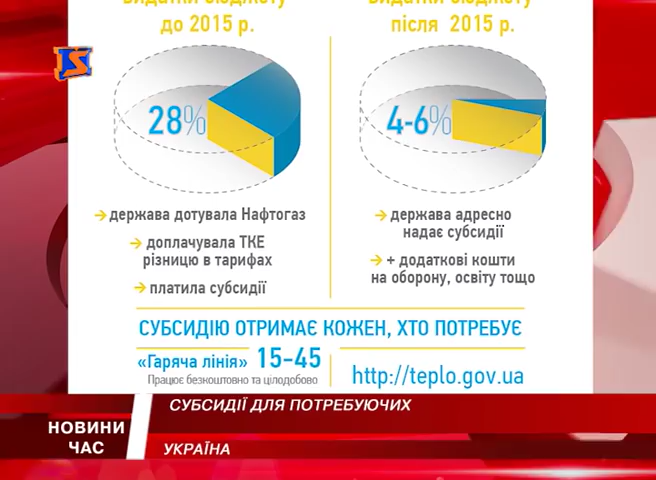 до 2015 р.
після 2015 р.
28%
4-6%
→ держава дотувала Нафтогаз
→ доплачувала ТКЕ
різницю в тарифах
→ платила субсидії
→ держава адресно
надає субсидії
→ + додаткові кошти
на оборону, освіту тощо
СУБСИДІЮ ОТРИМАЄ КОЖЕН, ХТО ПОТРЕБУЄ
«Гаряча лінія» 15-45
Працює безкоштовно та цілодобово
http://teplo.gov.ua
НОВИНИ
ЧАС
СУБСИДІЇ ДЛЯ ПОТРЕБУЮЧИХ
УКРАЇНА